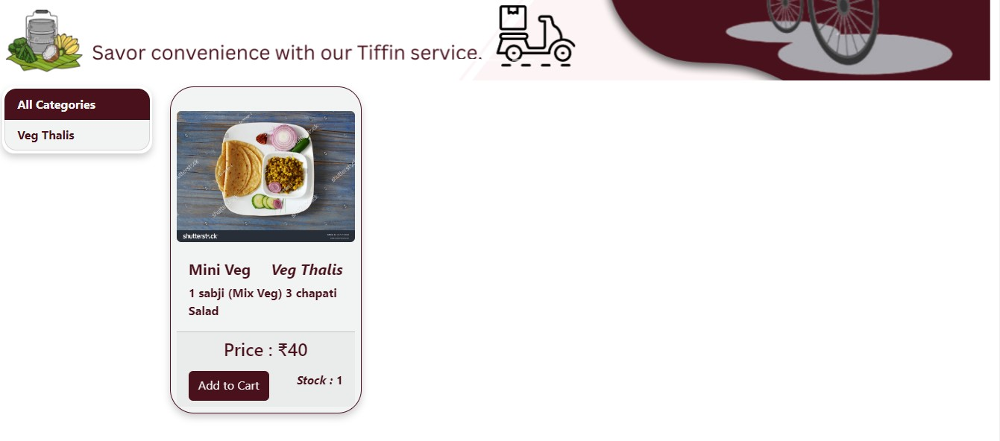 Savor convenience with our Tiffin service.
All Categories
Veg Thalis
shutterstock
Mini Veg Veg Thalis
1 sabji (Mix Veg) 3 chapati
Salad
Price : ₹40
Add to Cart
Stock : 1